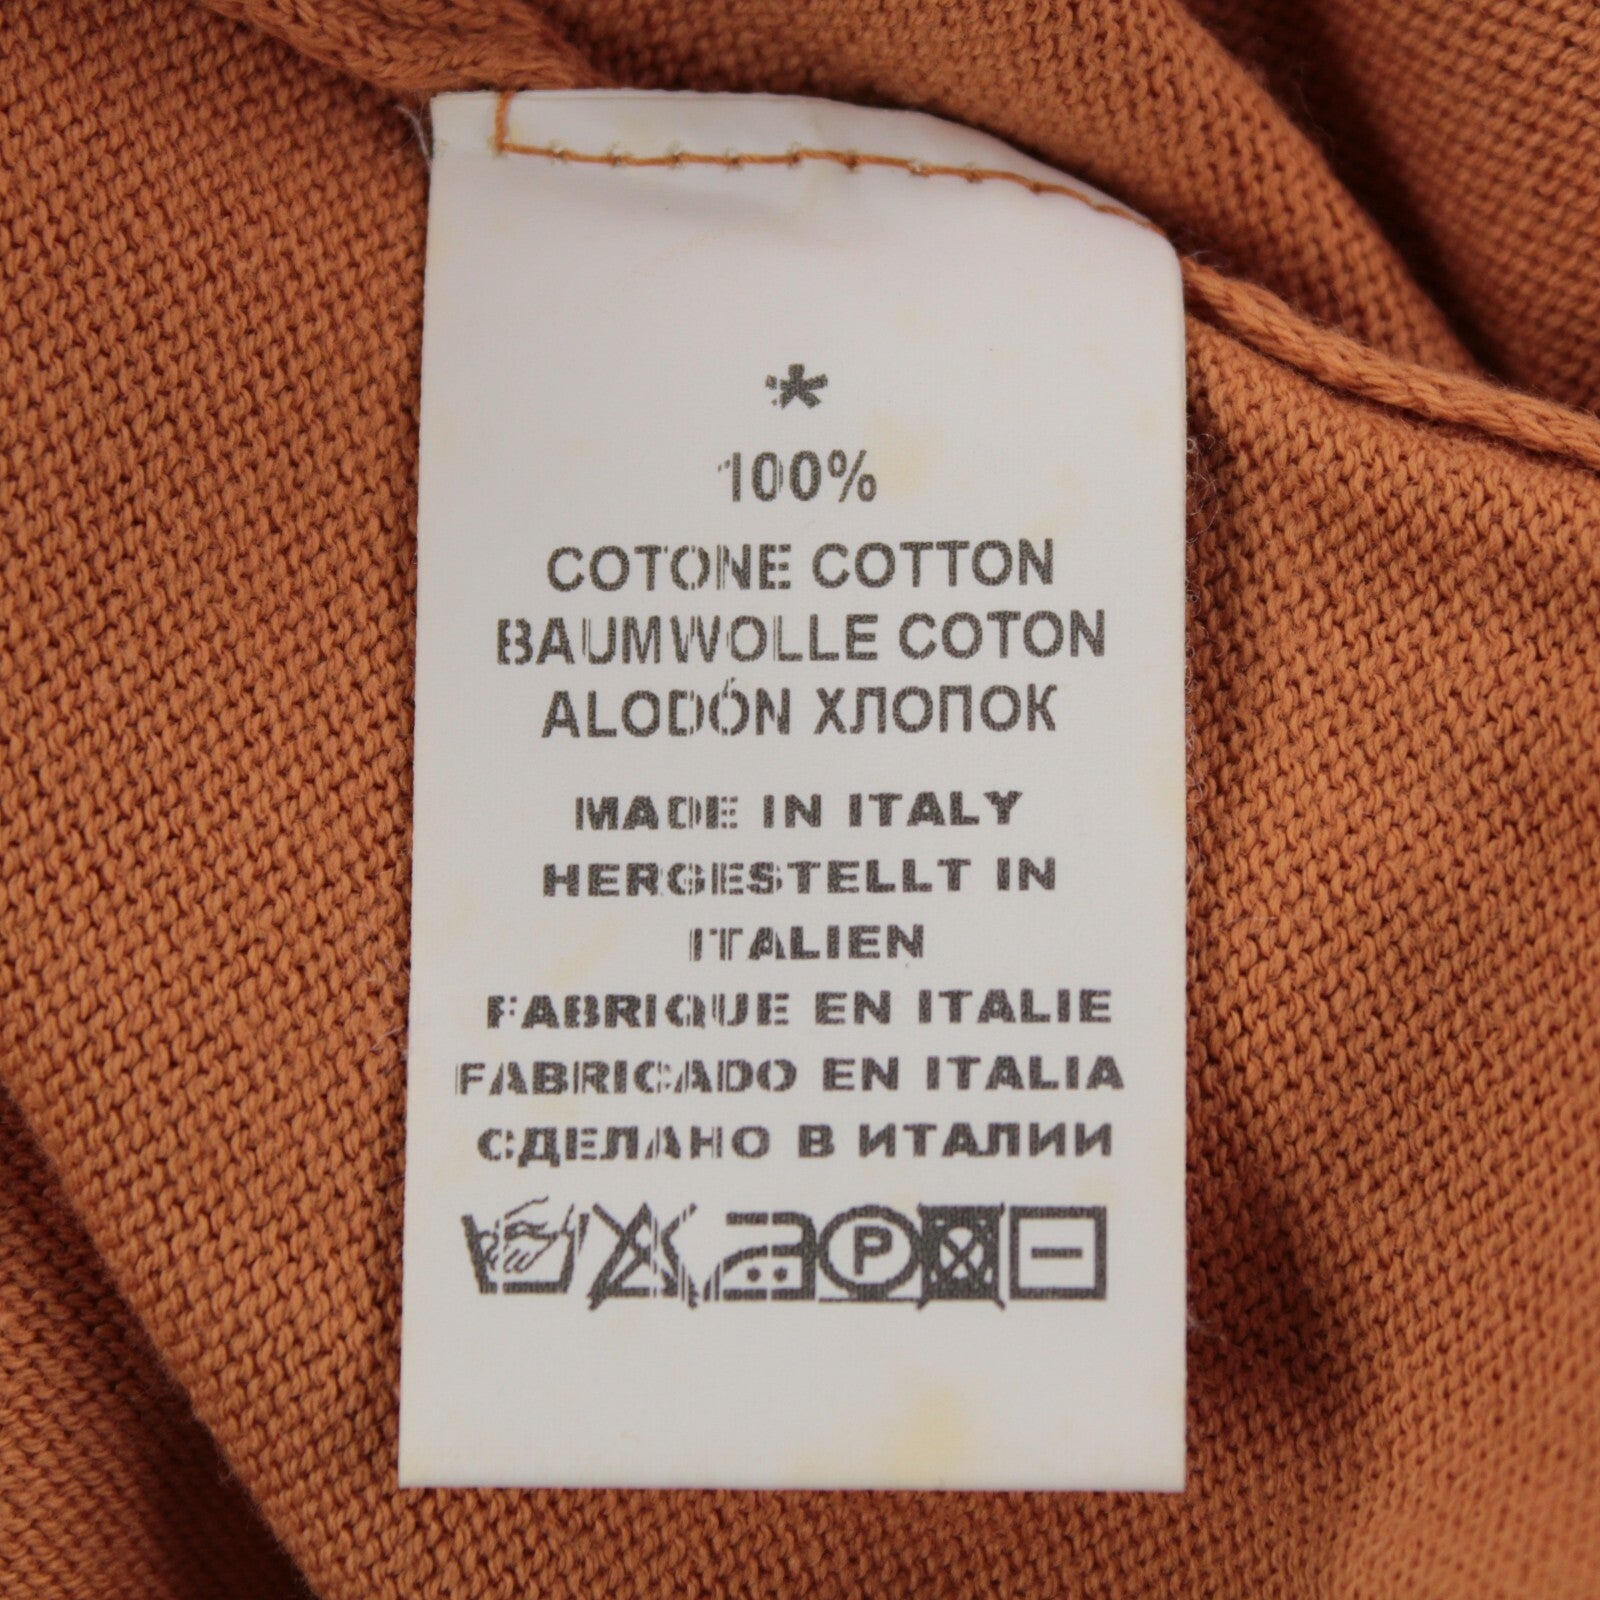 *
100%
COTONE COTTON
BAUMWOLLE COTON
ALODÓN ХЛОПОК
MADE IN ITALY
HERGESTELLT IN
ITALIEN
FABRIQUE EN ITALIE
FABRICADO EN ITALIA
СДЕЛАНО В ИТАЛИИ
P